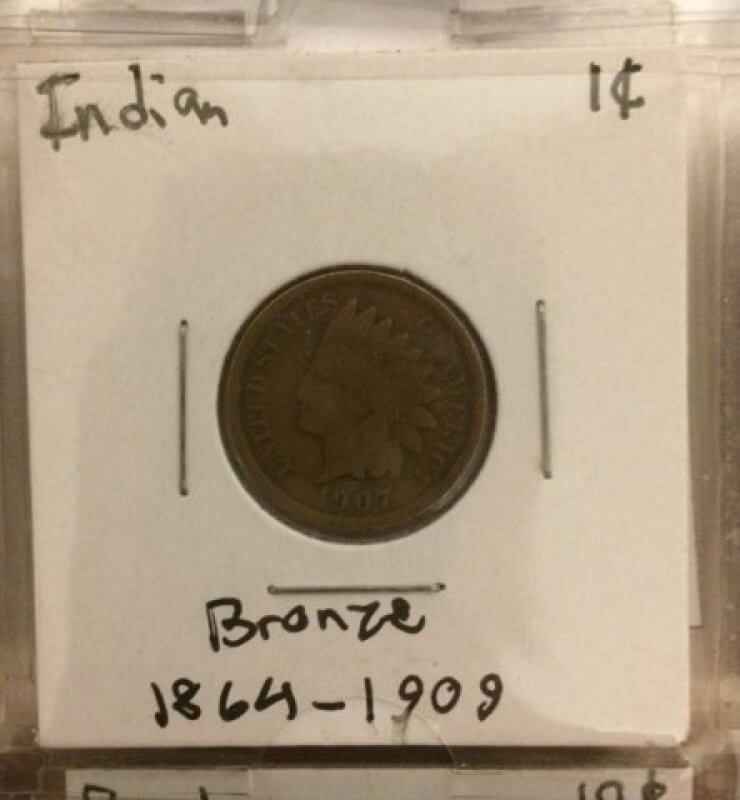 Indian 1¢
UNITED STATES OF AMERICA
1907
Bronze
1864-1909